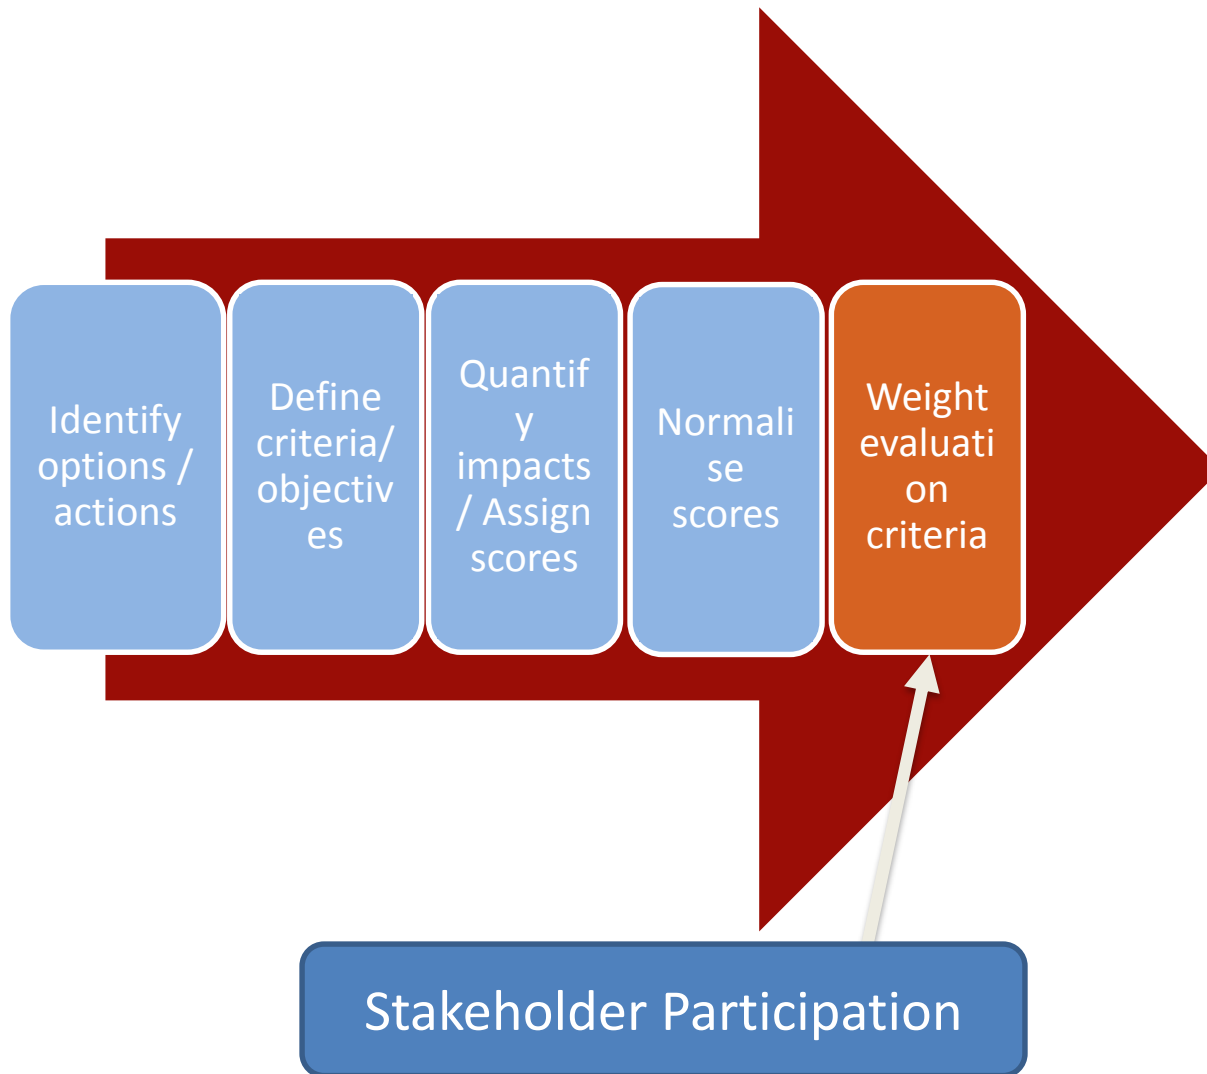 Identify
options /
actions
Define
criteria/
objectiv
es
Quantif
y
impacts
/ Assign
scores
Normali
se
scores
Weight
evaluati
on
criteria
Stakeholder Participation